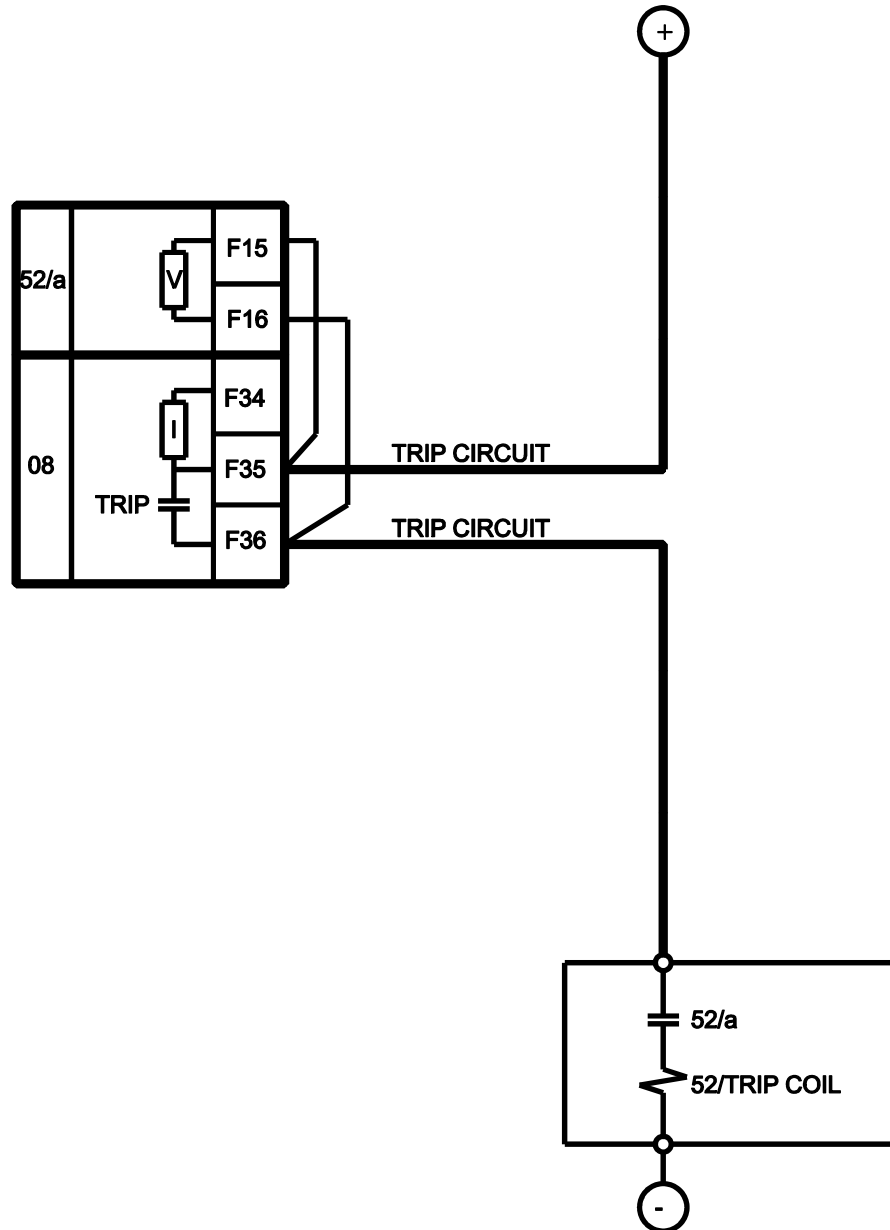 +
F15
52/a
V
F16
F34
I
TRIP CIRCUIT
08
F35
TRIP
TRIP CIRCUIT
F36
52/a
52/TRIP COIL
-